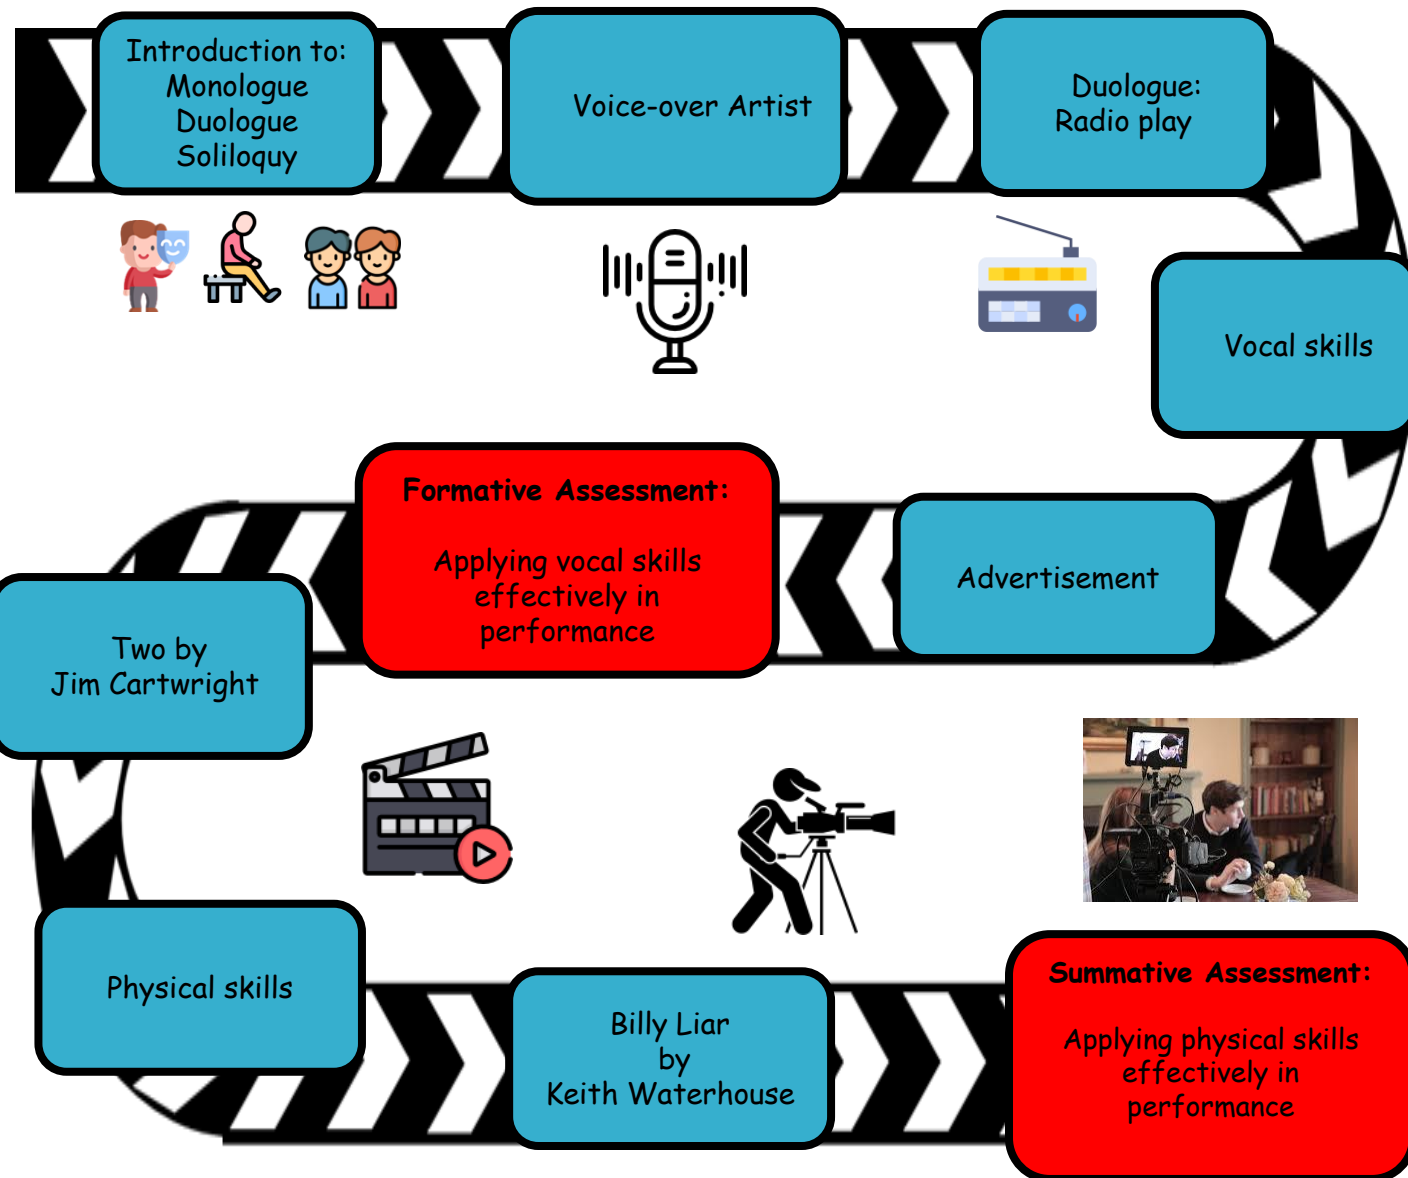 Introduction to:
Monologue
Duologue
Soliloquy
Voice-over Artist
Duologue:
Radio play
Vocal skills
Advertisement
Formative Assessment:
Applying vocal skills
effectively in
performance
Two by
Jim Cartwright
Physical skills
Billy Liar
by
Keith Waterhouse
Summative Assessment:
Applying physical skills
effectively in
performance